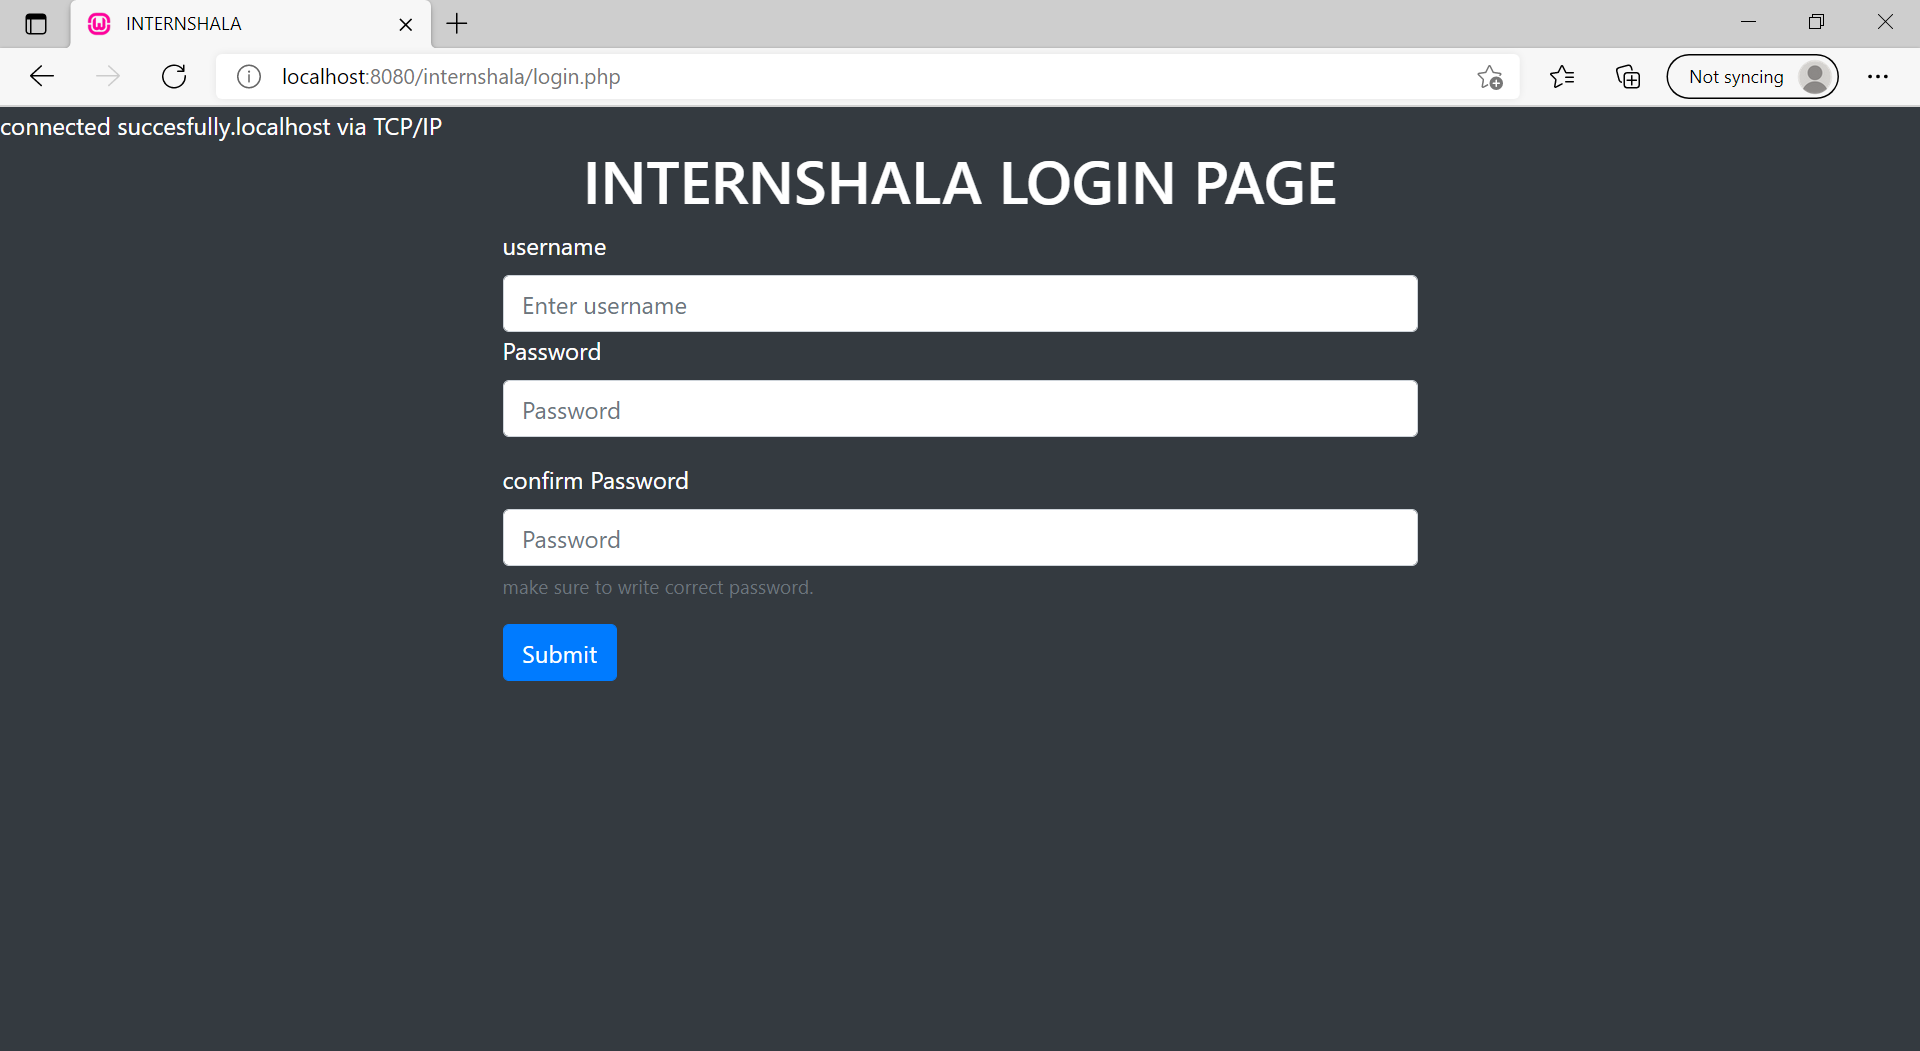 INTERNSHALA
localhost:8080/internshala/login.php
Not syncing
connected succesfully.localhost via TCP/IP
INTERNSHALA LOGIN PAGE
username
Enter username
Password
Password
confirm Password
Password
make sure to write correct password.
Submit